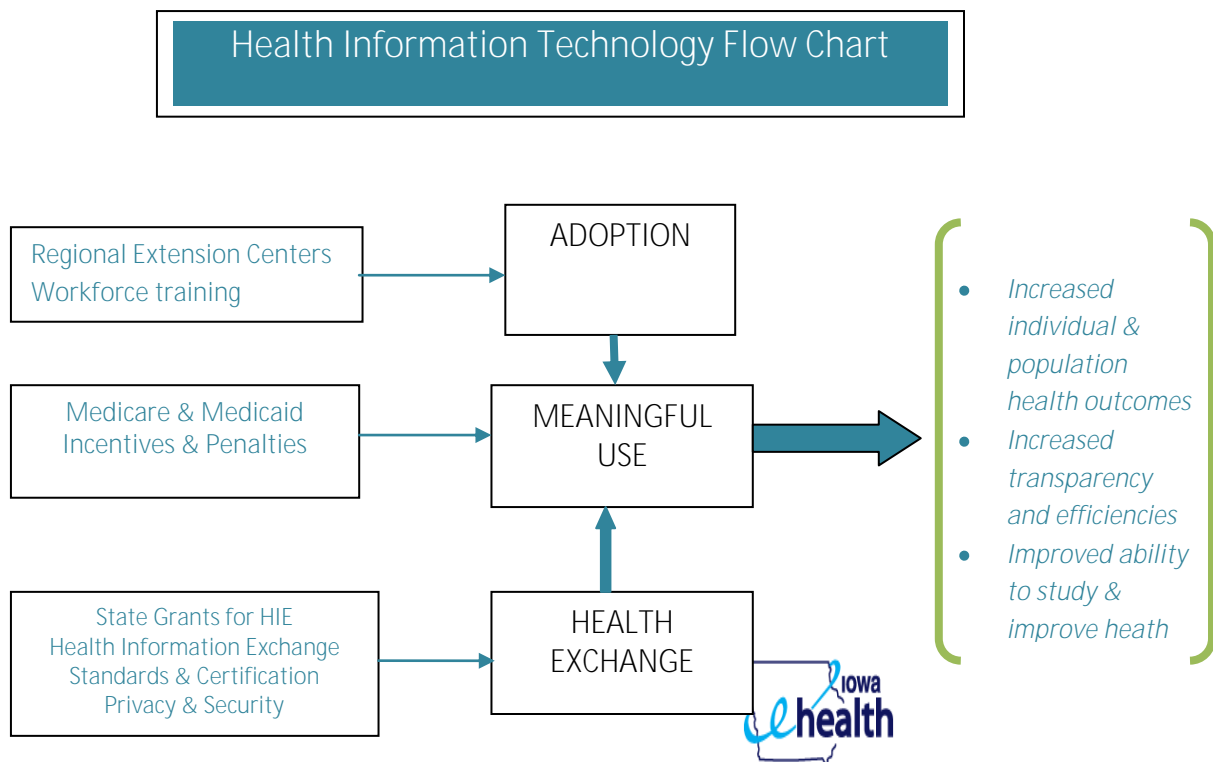 Health Information Technology Flow Chart
Regional Extension Centers
Workforce training
ADOPTION
Medicare & Medicaid
Incentives & Penalties
MEANINGFUL
USE
State Grants for HIE
Health Information Exchange
Standards & Certification
Privacy & Security
HEALTH
EXCHANGE
iowa
ehealth
• Increased
individual &
population
health outcomes
• Increased
transparency
and efficiencies
• Improved ability
to study &
improve heath